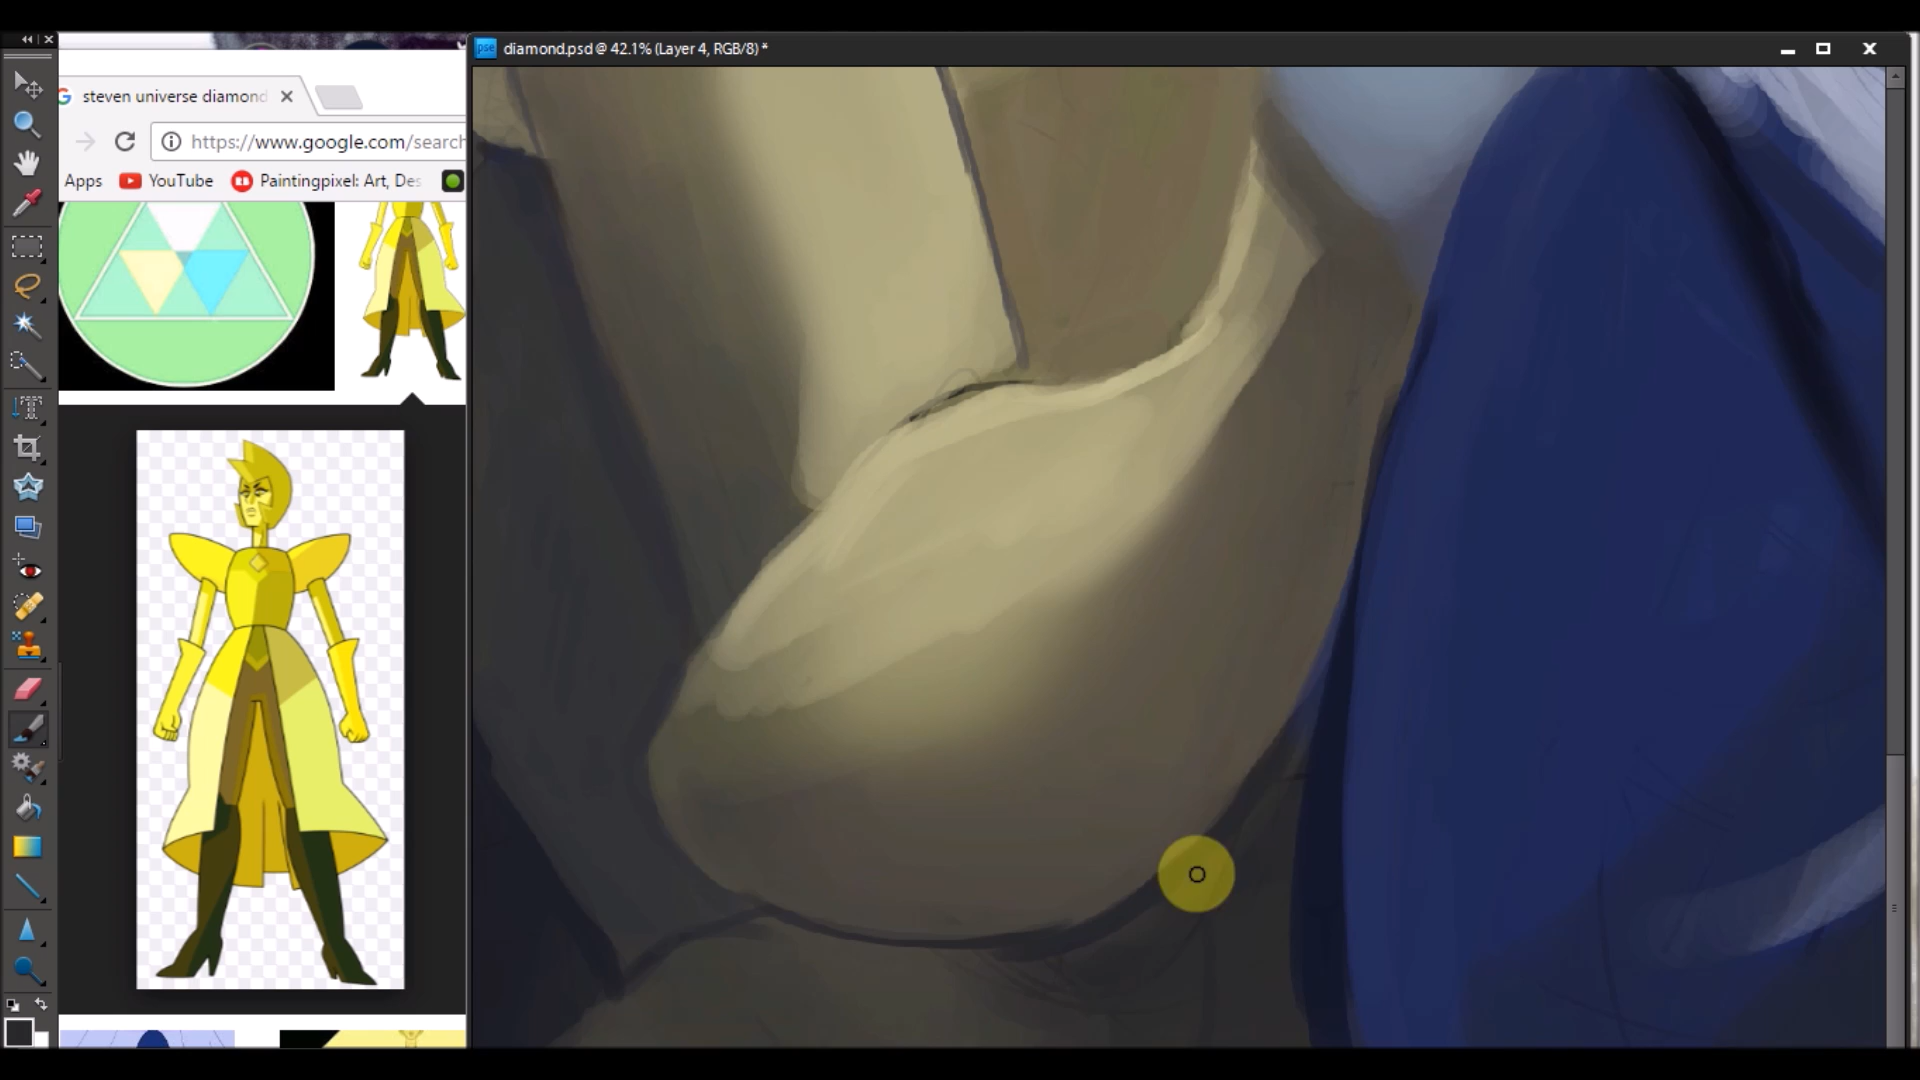 pse diamond.psd @ 42.1% (Layer 4, RGB/8) *
steven universe diamond
https://www.google.com/search
Apps YouTube Paintingpixel: Art, Des